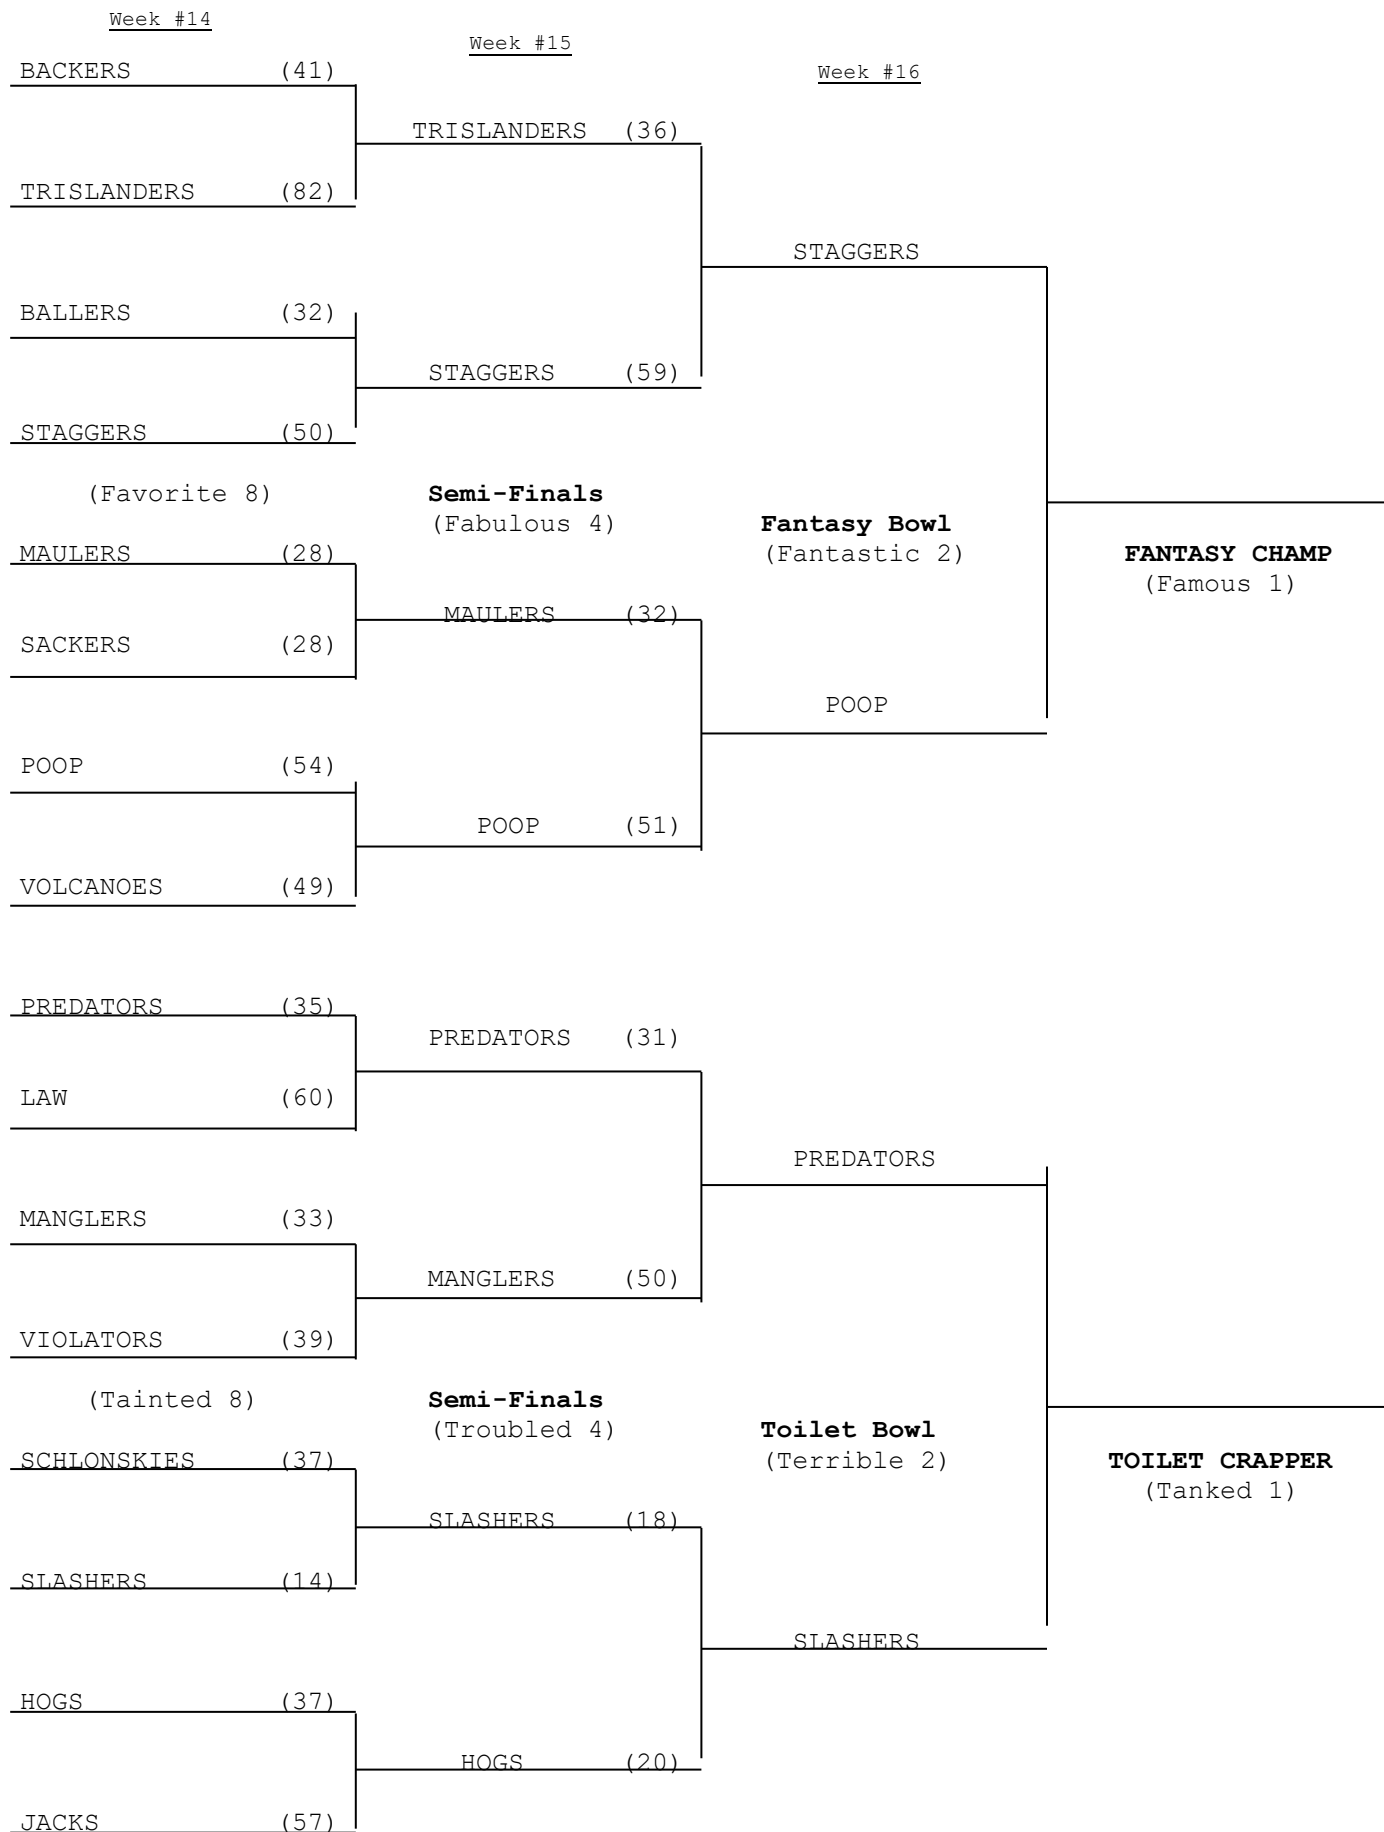 Week #14
Week #15
Week #16
BACKERS (41)
TRISLANDERS (36)
TRISLANDERS (82)
STAGGERS
BALLERS (32)
STAGGERS (59)
STAGGERS (50)
(Favorite 8) Semi-Finals
(Fabulous 4) Fantasy Bowl
MAULERS (28) (Fantastic 2) FANTASY CHAMP
(Famous 1)
MAULERS (32)
SACKERS (28)
POOP
POOP (54)
POOP (51)
VOLCANOES (49)
PREDATORS (35)
PREDATORS (31)
LAW (60)
PREDATORS
MANGLERS (33)
MANGLERS (50)
VIOLATORS (39)
(Tainted 8) Semi-Finals
(Troubled 4) Toilet Bowl
SCHLONSKIES (37) (Terrible 2) TOILET CRAPPER
(Tanked 1)
SLASHERS (18)
SLASHERS (14)
SLASHERS
HOGS (37)
HOGS (20)
JACKS (57)